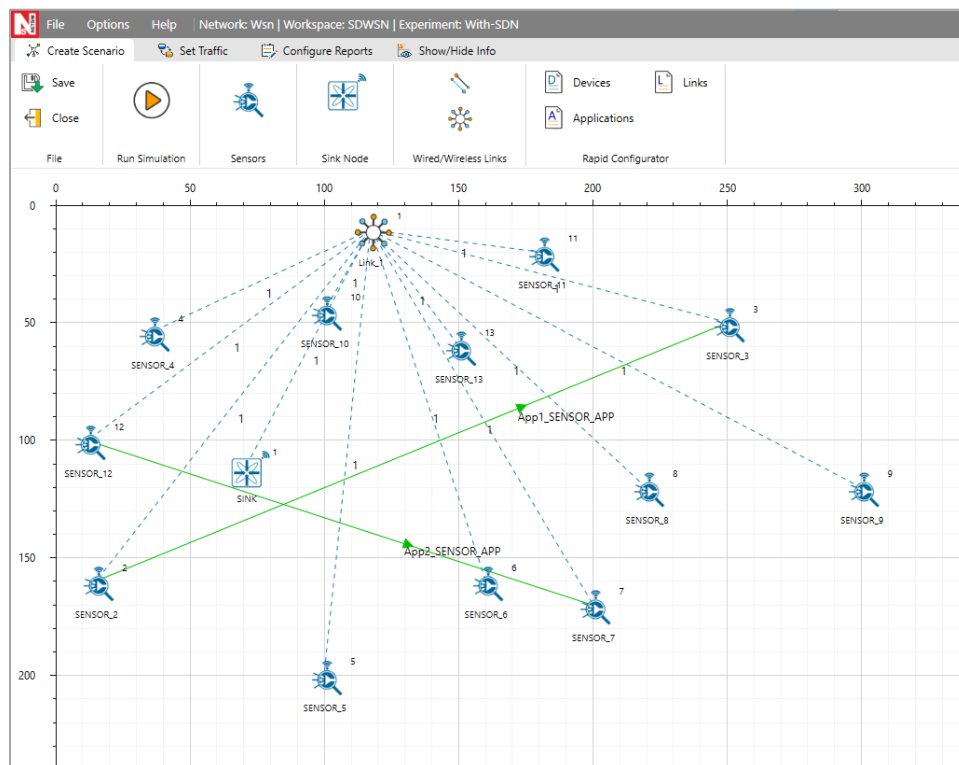 File Options Help Network: Wsn | Workspace: SDWSN | Experiment: With-SDN
Create Scenario Set Traffic Configure Reports Show/Hide Info
Save
Close
Devices Links
Applications
File Run Simulation Sensors Sink Node Wired/Wireless Links Rapid Configurator
0 50 100 150 200 250 300
0
50
100
150
200
1
Link_1
11
SENSOR_11
1
1
3
SENSOR_3
4
SENSOR_4
1
1
10
SENSOR_10
1
13
SENSOR_13
1
1
1
1
App1_SENSOR_APP
12
SENSOR_12
1
1
1
1
SINK
1
8
SENSOR_8
9
SENSOR_9
App2_SENSOR_APP
2
SENSOR_2
6
SENSOR_6
7
SENSOR_7
5
SENSOR_5